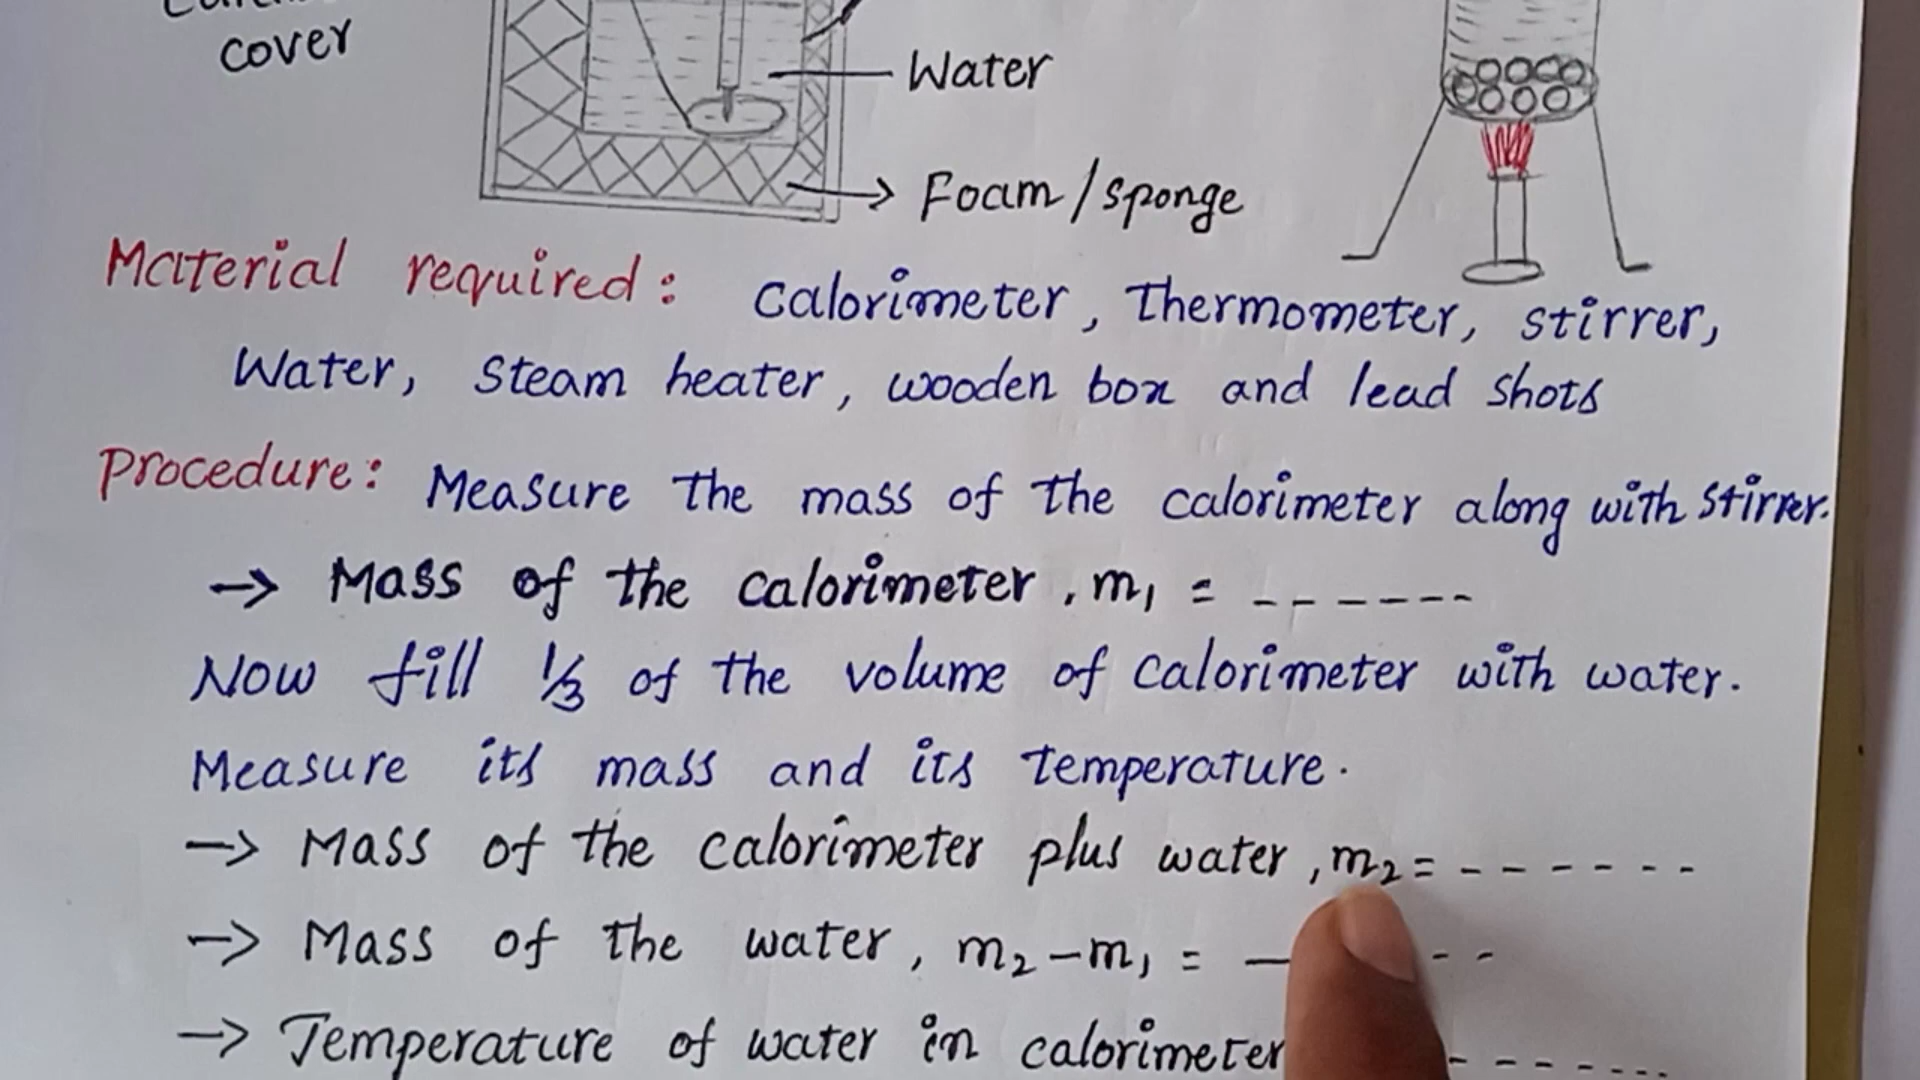 cover
Water
Foam/sponge
Material required: Calorimeter, Thermometer, stirrer,
Water, Steam heater, wooden box and lead shots
Procedure: Measure the mass of the calorimeter along with stirrer.
→ Mass of the calorimeter, m₁ = ------
Now fill 1/3 of the volume of calorimeter with water.
Measure its mass and its temperature.
→ Mass of the calorimeter plus water, m₂ = ------
→ Mass of the water, m₂-m₁ = --
→ Temperature of water in calorimeter ------